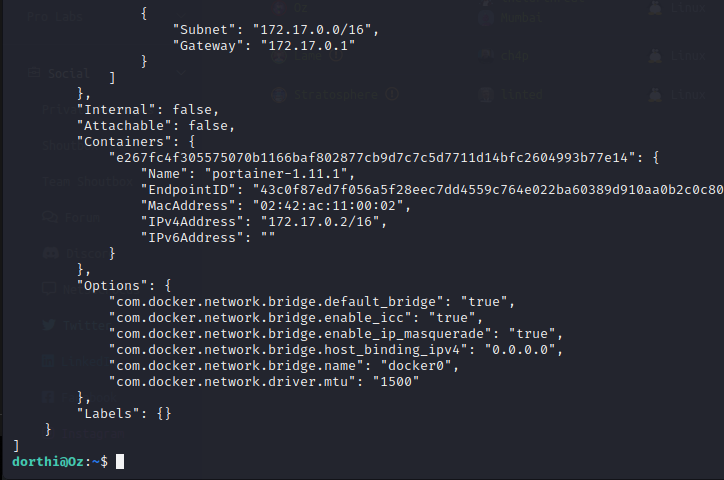 {
"Subnet": "172.17.0.0/16",
"Gateway": "172.17.0.1"
}
]
},
"Internal": false,
"Attachable": false,
"Containers": {
"e267fc4f305575070b1166baf802877cb9d7c7c5d7711d14bfc2604993b77e14": {
"Name": "portainer-1.11.1",
"EndpointID": "43c0f87ed7f056a5f28eec7dd4559c764e022ba60389d910aa0b2c0c80
"MacAddress": "02:42:ac:11:00:02",
"IPv4Address": "172.17.0.2/16",
"IPv6Address": ""
}
},
"Options": {
"com.docker.network.bridge.default_bridge": "true",
"com.docker.network.bridge.enable_icc": "true",
"com.docker.network.bridge.enable_ip_masquerade": "true",
"com.docker.network.bridge.host_binding_ipv4": "0.0.0.0",
"com.docker.network.bridge.name": "docker0",
"com.docker.network.driver.mtu": "1500"
},
"Labels": {}
}
]
dorthi@Oz:~$